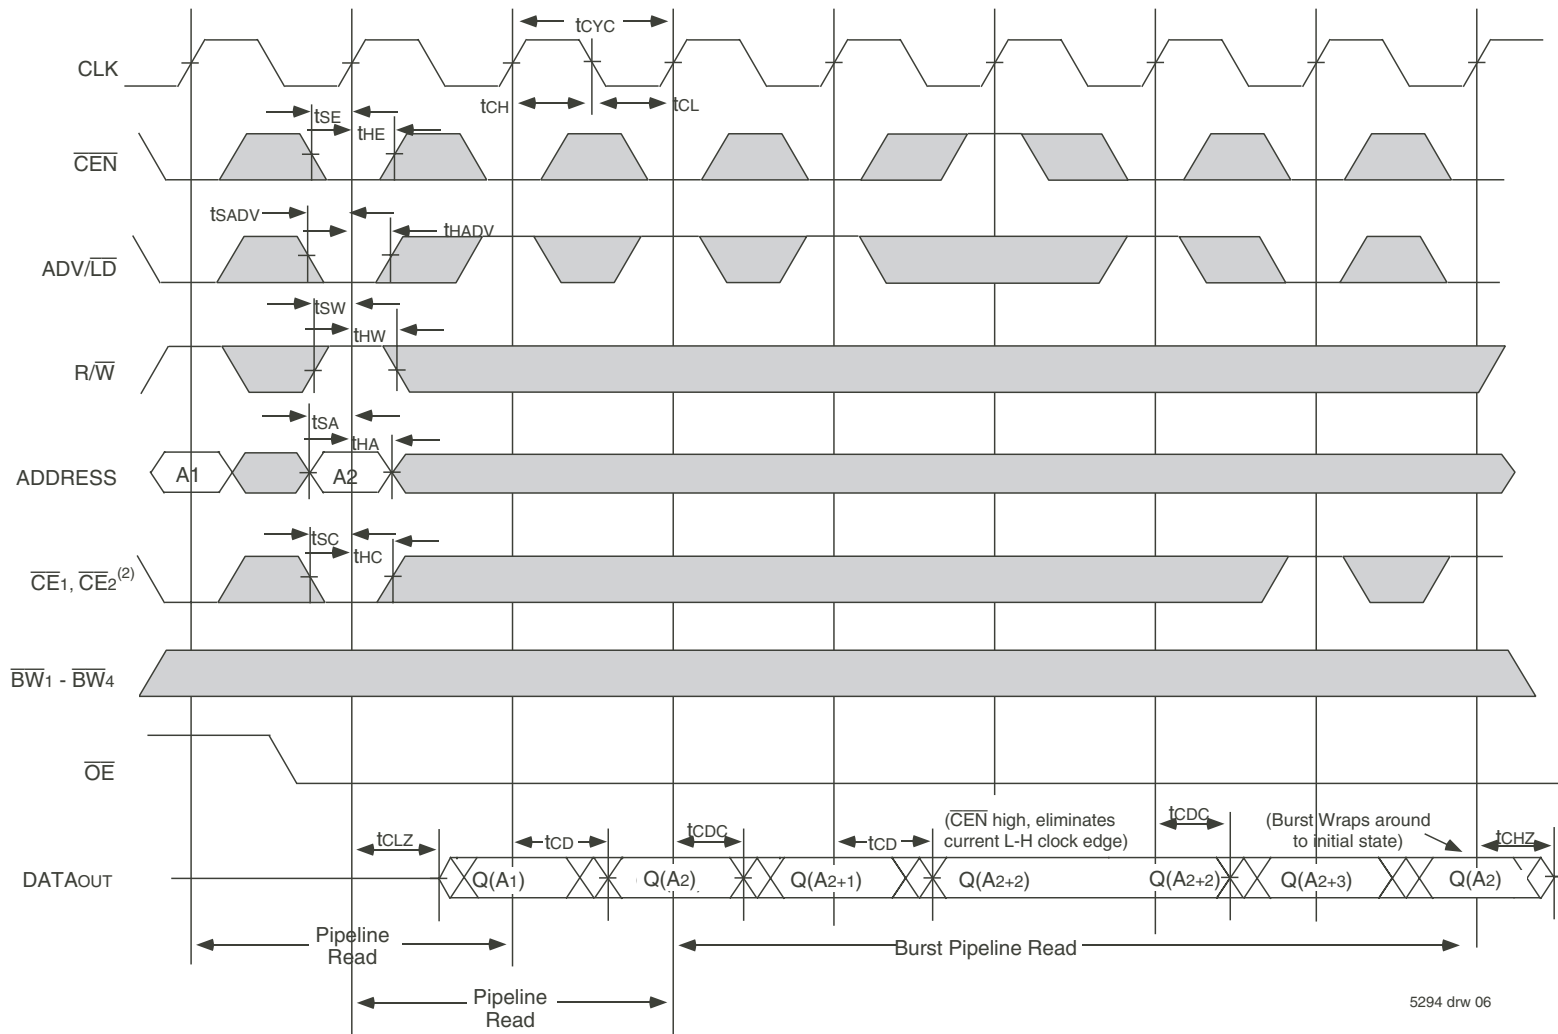 tCYC
CLK
tCH
tCL
tSE
tHE
CEN
tSADV
tHADV
ADV/LD
tSW
tHW
R/W
tSA
tHA
ADDRESS
A1
A2
tSC
tHC
CE1, CE2(2)
BW1 - BW4
OE
tCLZ
tCD
tCDC
tCD
(CEN high, eliminates
current L-H clock edge)
tCDC
(Burst Wraps around
to initial state)
tCHZ
DATAOUT
Q(A1)
Q(A2)
Q(A2+1)
Q(A2+2)
Q(A2+2)
Q(A2+3)
Q(A2)
Pipeline
Read
Burst Pipeline Read
Pipeline
Read
5294 drw 06